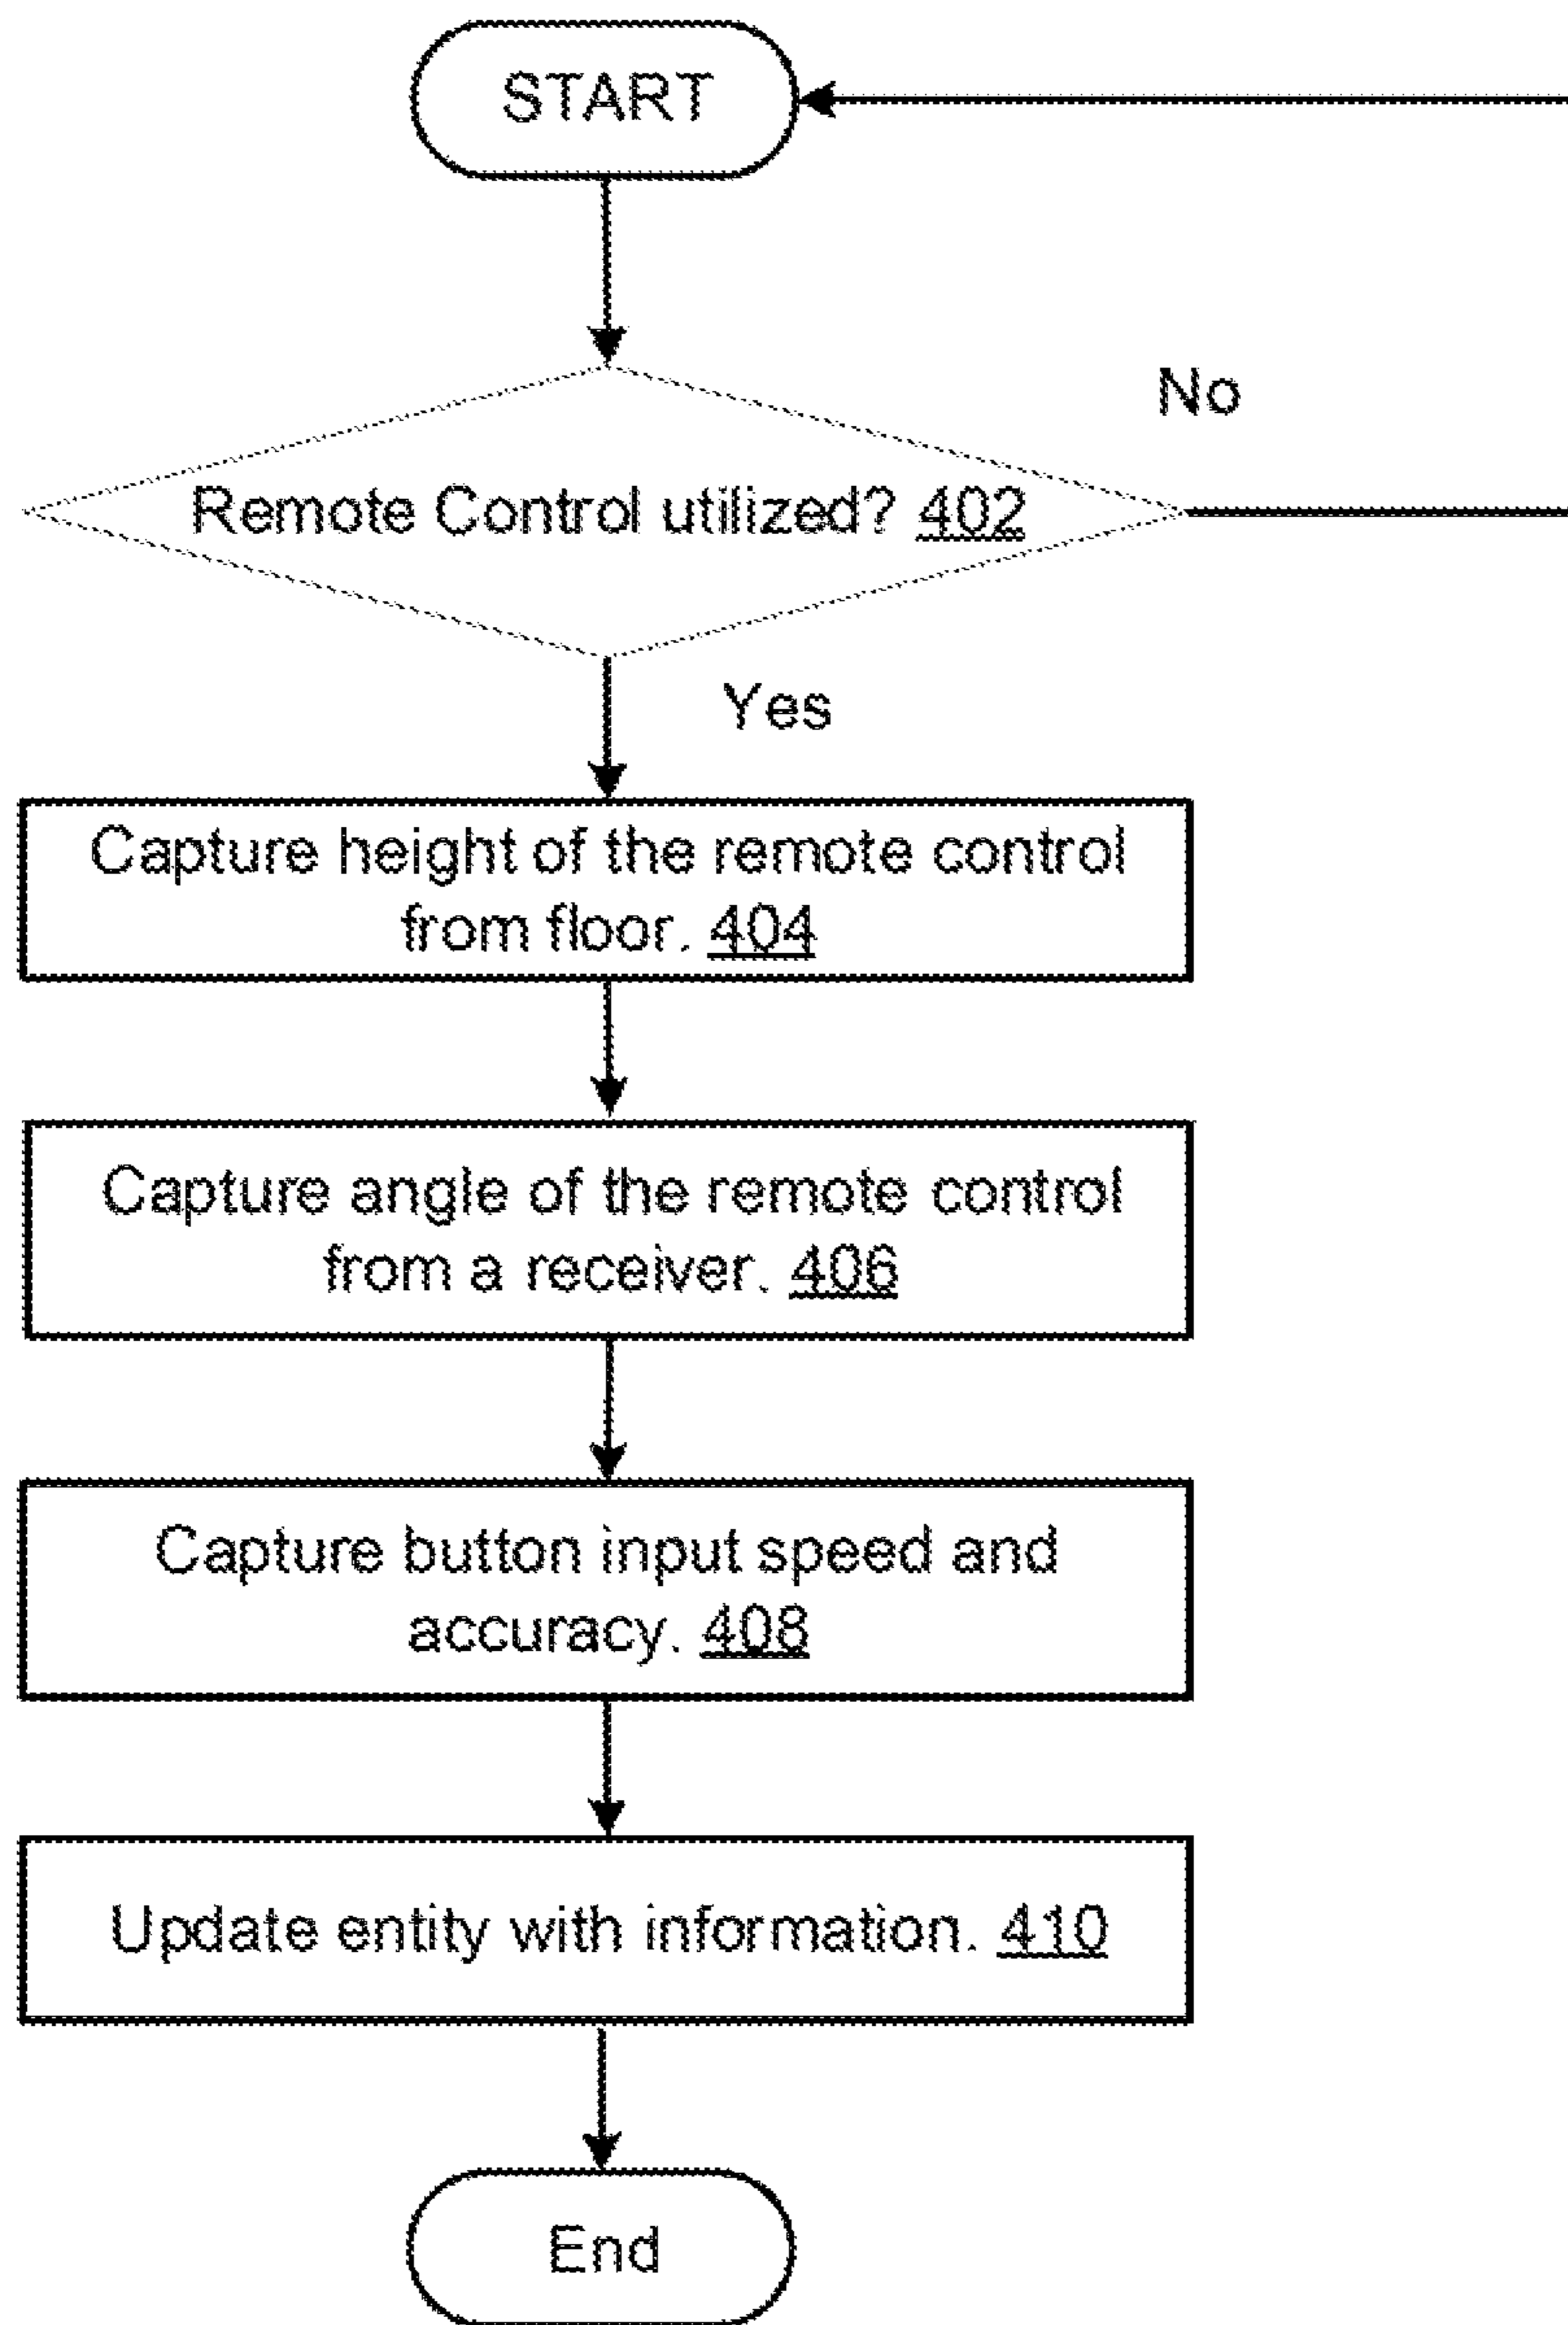 START
No
Remote Control utilized? 402
Yes
Capture height of the remote control
from floor. 404
Capture angle of the remote control
from a receiver. 406
Capture button input speed and
accuracy. 408
Update entity with information. 410
End